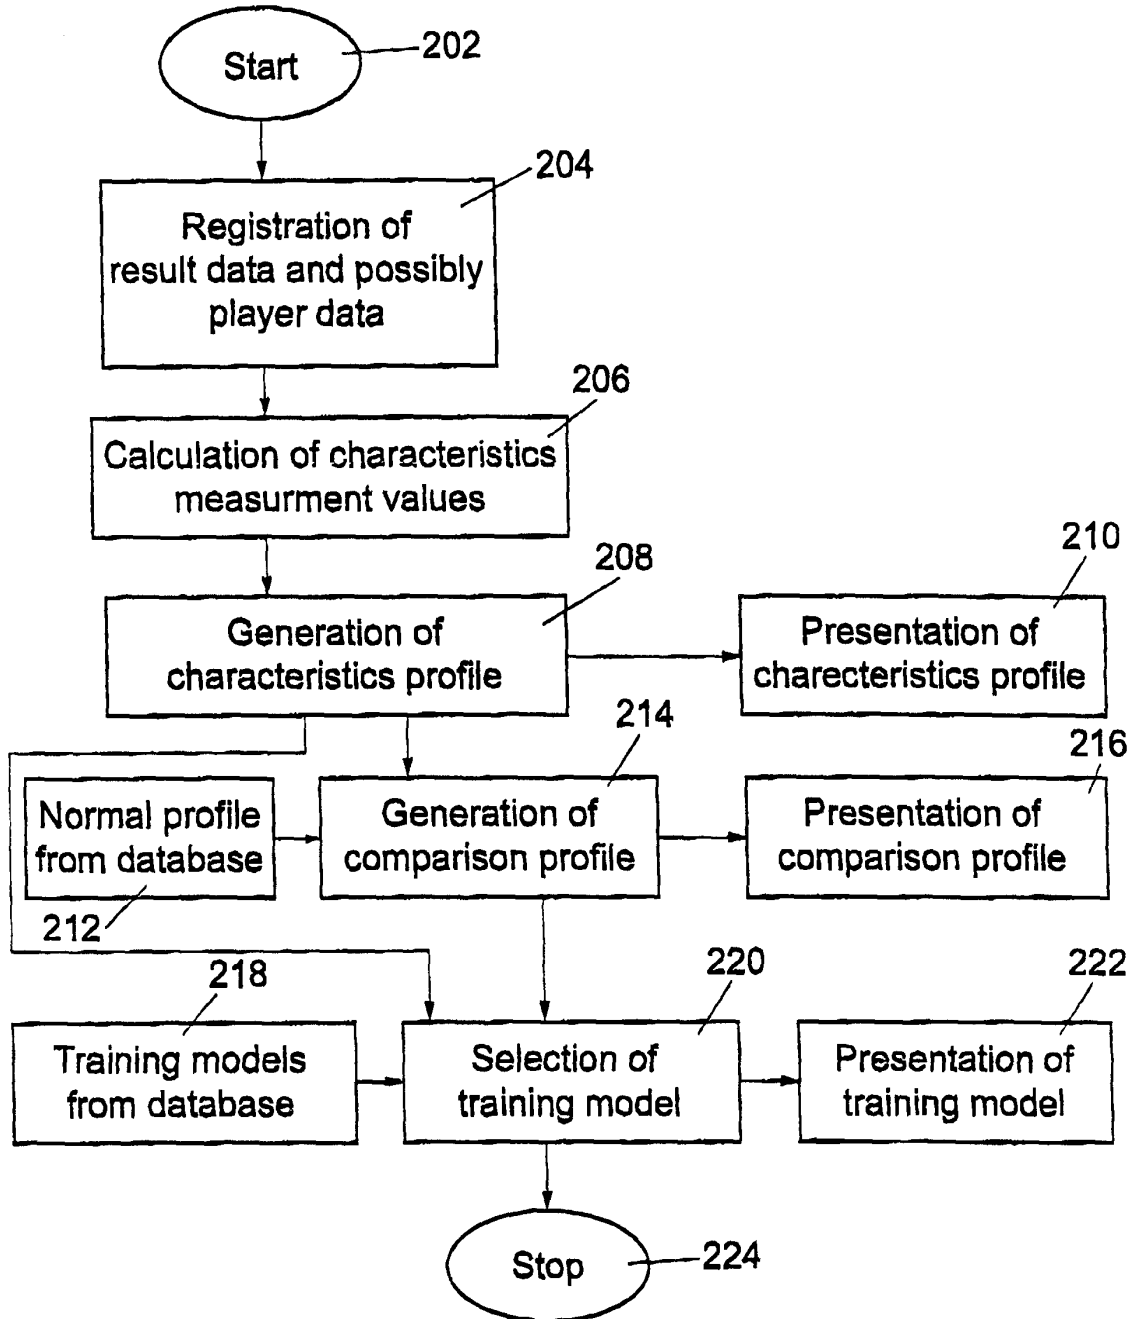 202
Start
204
Registration of
result data and possibly
player data
206
Calculation of characteristics
measurment values
208
210
Generation of
characteristics profile
Presentation of
charecteristics profile
214
216
Normal profile
from database
212
Generation of
comparison profile
Presentation of
comparison profile
218
220
222
Training models
from database
Selection of
training model
Presentation of
training model
Stop
224